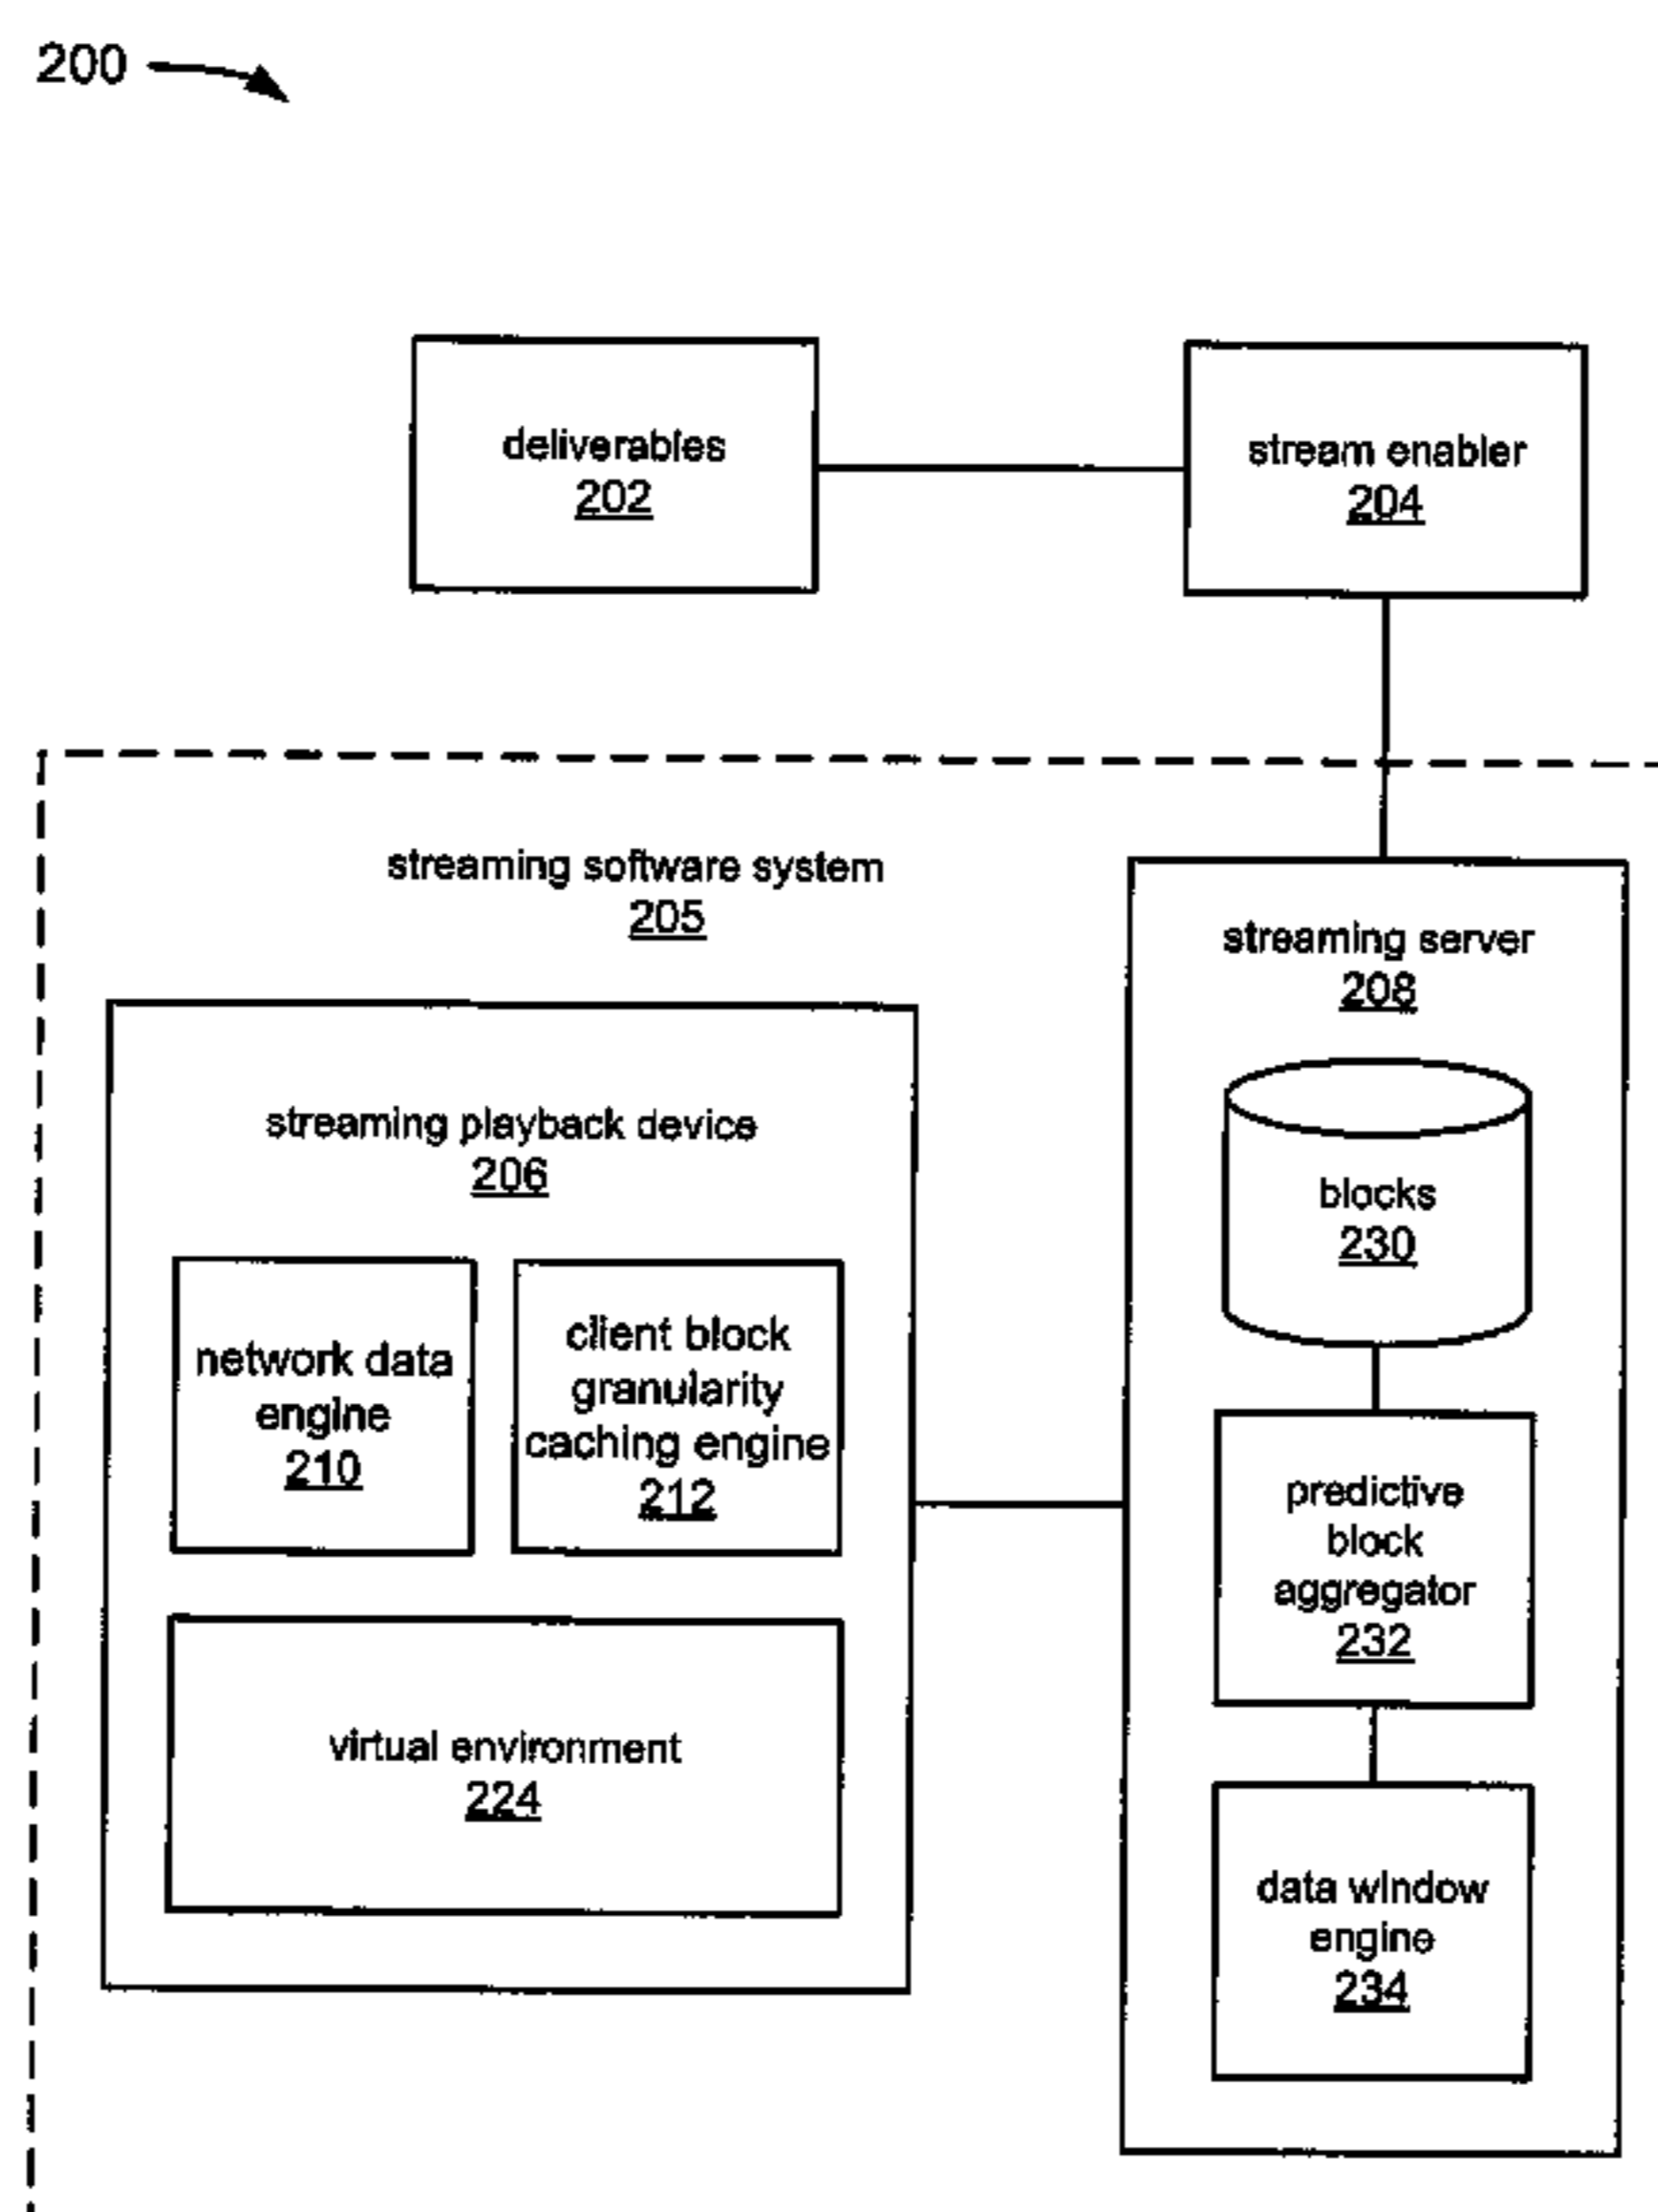 200
deliverables
202
stream enabler
204
streaming software system
205
streaming server
208
streaming playback device
206
blocks
230
network data
engine
210
client block
granularity
caching engine
212
predictive
block
aggregator
232
virtual environment
224
data window
engine
234